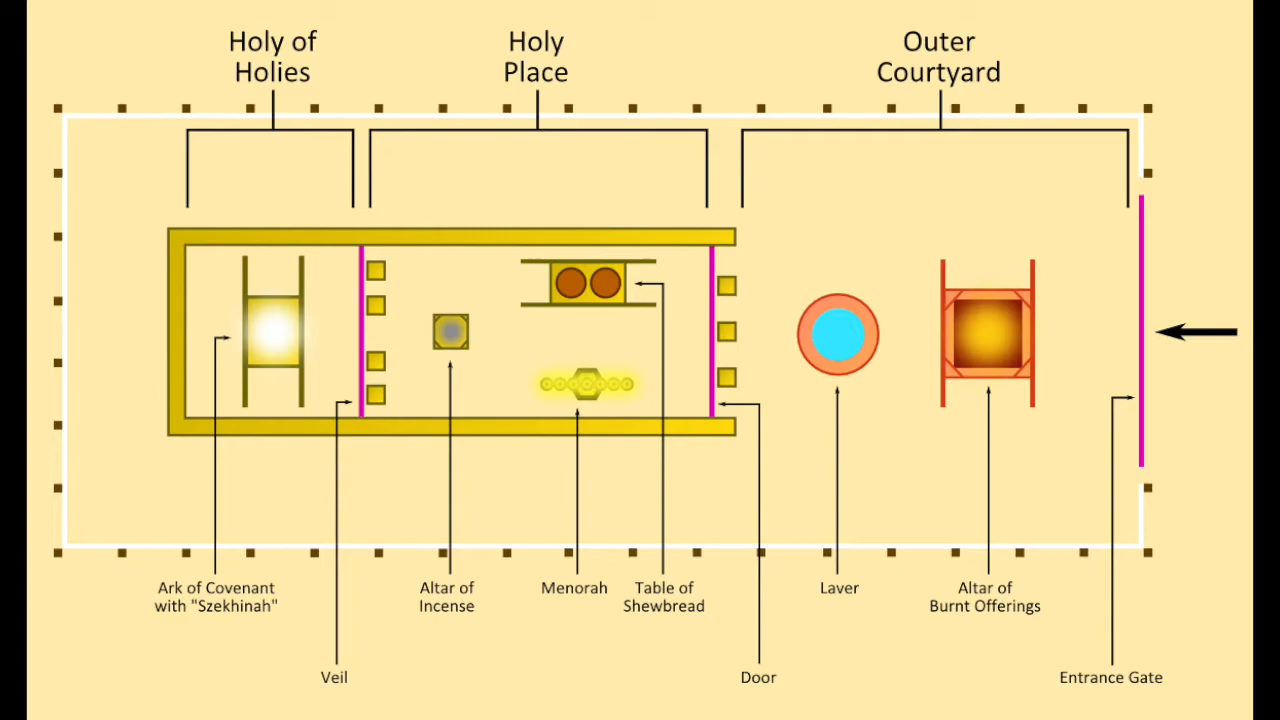 Holy of
Holies
Holy
Place
Outer
Courtyard
Ark of Covenant
with "Szekhinah"
Altar of
Incense
Menorah
Table of
Shewbread
Laver
Altar of
Burnt Offerings
Veil
Door
Entrance Gate